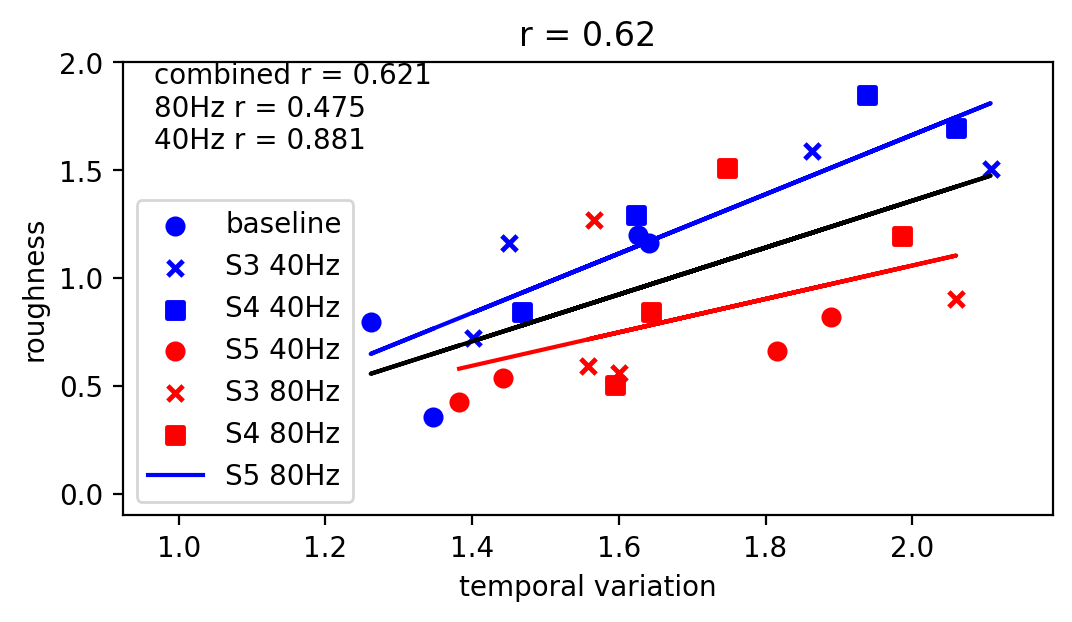 r = 0.62
combined r = 0.621
80Hz r = 0.475
40Hz r = 0.881
baseline
S3 40Hz
S4 40Hz
S5 40Hz
S3 80Hz
S4 80Hz
S5 80Hz
roughness
2.0
1.5
1.0
0.5
0.0
1.0 1.2 1.4 1.6 1.8 2.0
temporal variation